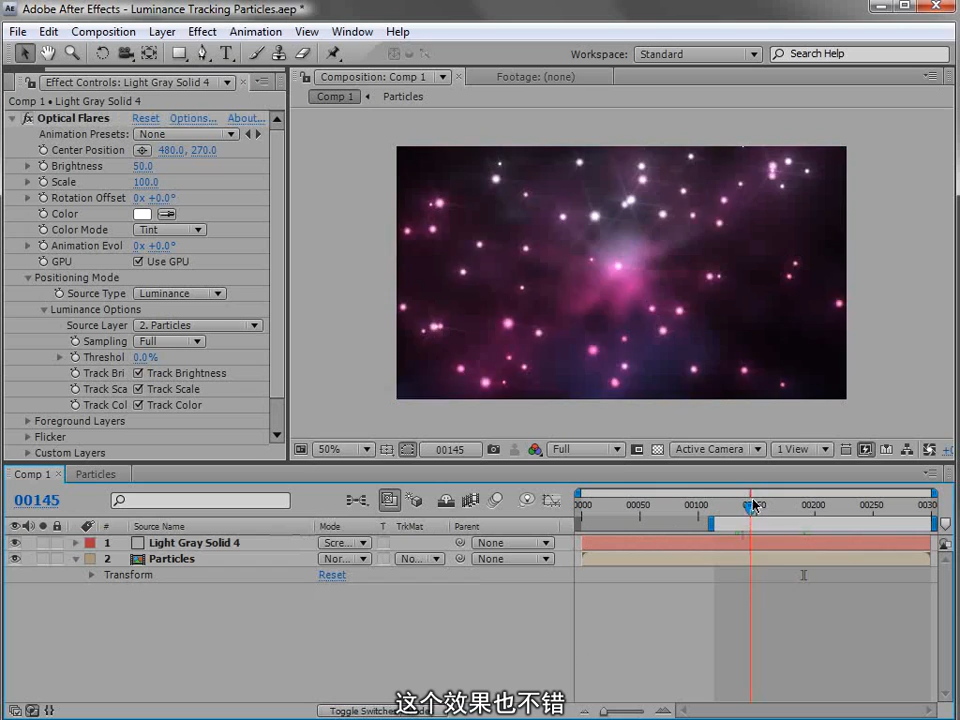 Adobe After Effects - Luminance Tracking Particles.aep *
File Edit Composition Layer Effect Animation View Window Help
Workspace: Standard Search Help
Effect Controls: Light Gray Solid 4
Composition: Comp 1 Footage: (none)
Comp 1 • Light Gray Solid 4
Comp 1 Particles
Optical Flares Reset Options... About...
Animation Presets: None
Center Position 480.0, 270.0
Brightness 50.0
Scale 100.0
Rotation Offset 0x +0.0°
Color
Color Mode Tint
Animation Evol 0x +0.0°
GPU Use GPU
Positioning Mode
Source Type Luminance
Luminance Options
Source Layer 2. Particles
Sampling Full
Threshol 0.0%
Track Bri Track Brightness
Track Sca Track Scale
Track Col Track Color
Foreground Layers
Flicker
Custom Layers
50% 00145 Full Active Camera 1 View
Comp 1 Particles
00145
0000 00050 00100 00200 00250 0030
# Source Name Mode T TrkMat Parent
1 Light Gray Solid 4 Scre... None
2 Particles Nor... No... None
Transform Reset
Toggle Switches
这个效果也不错